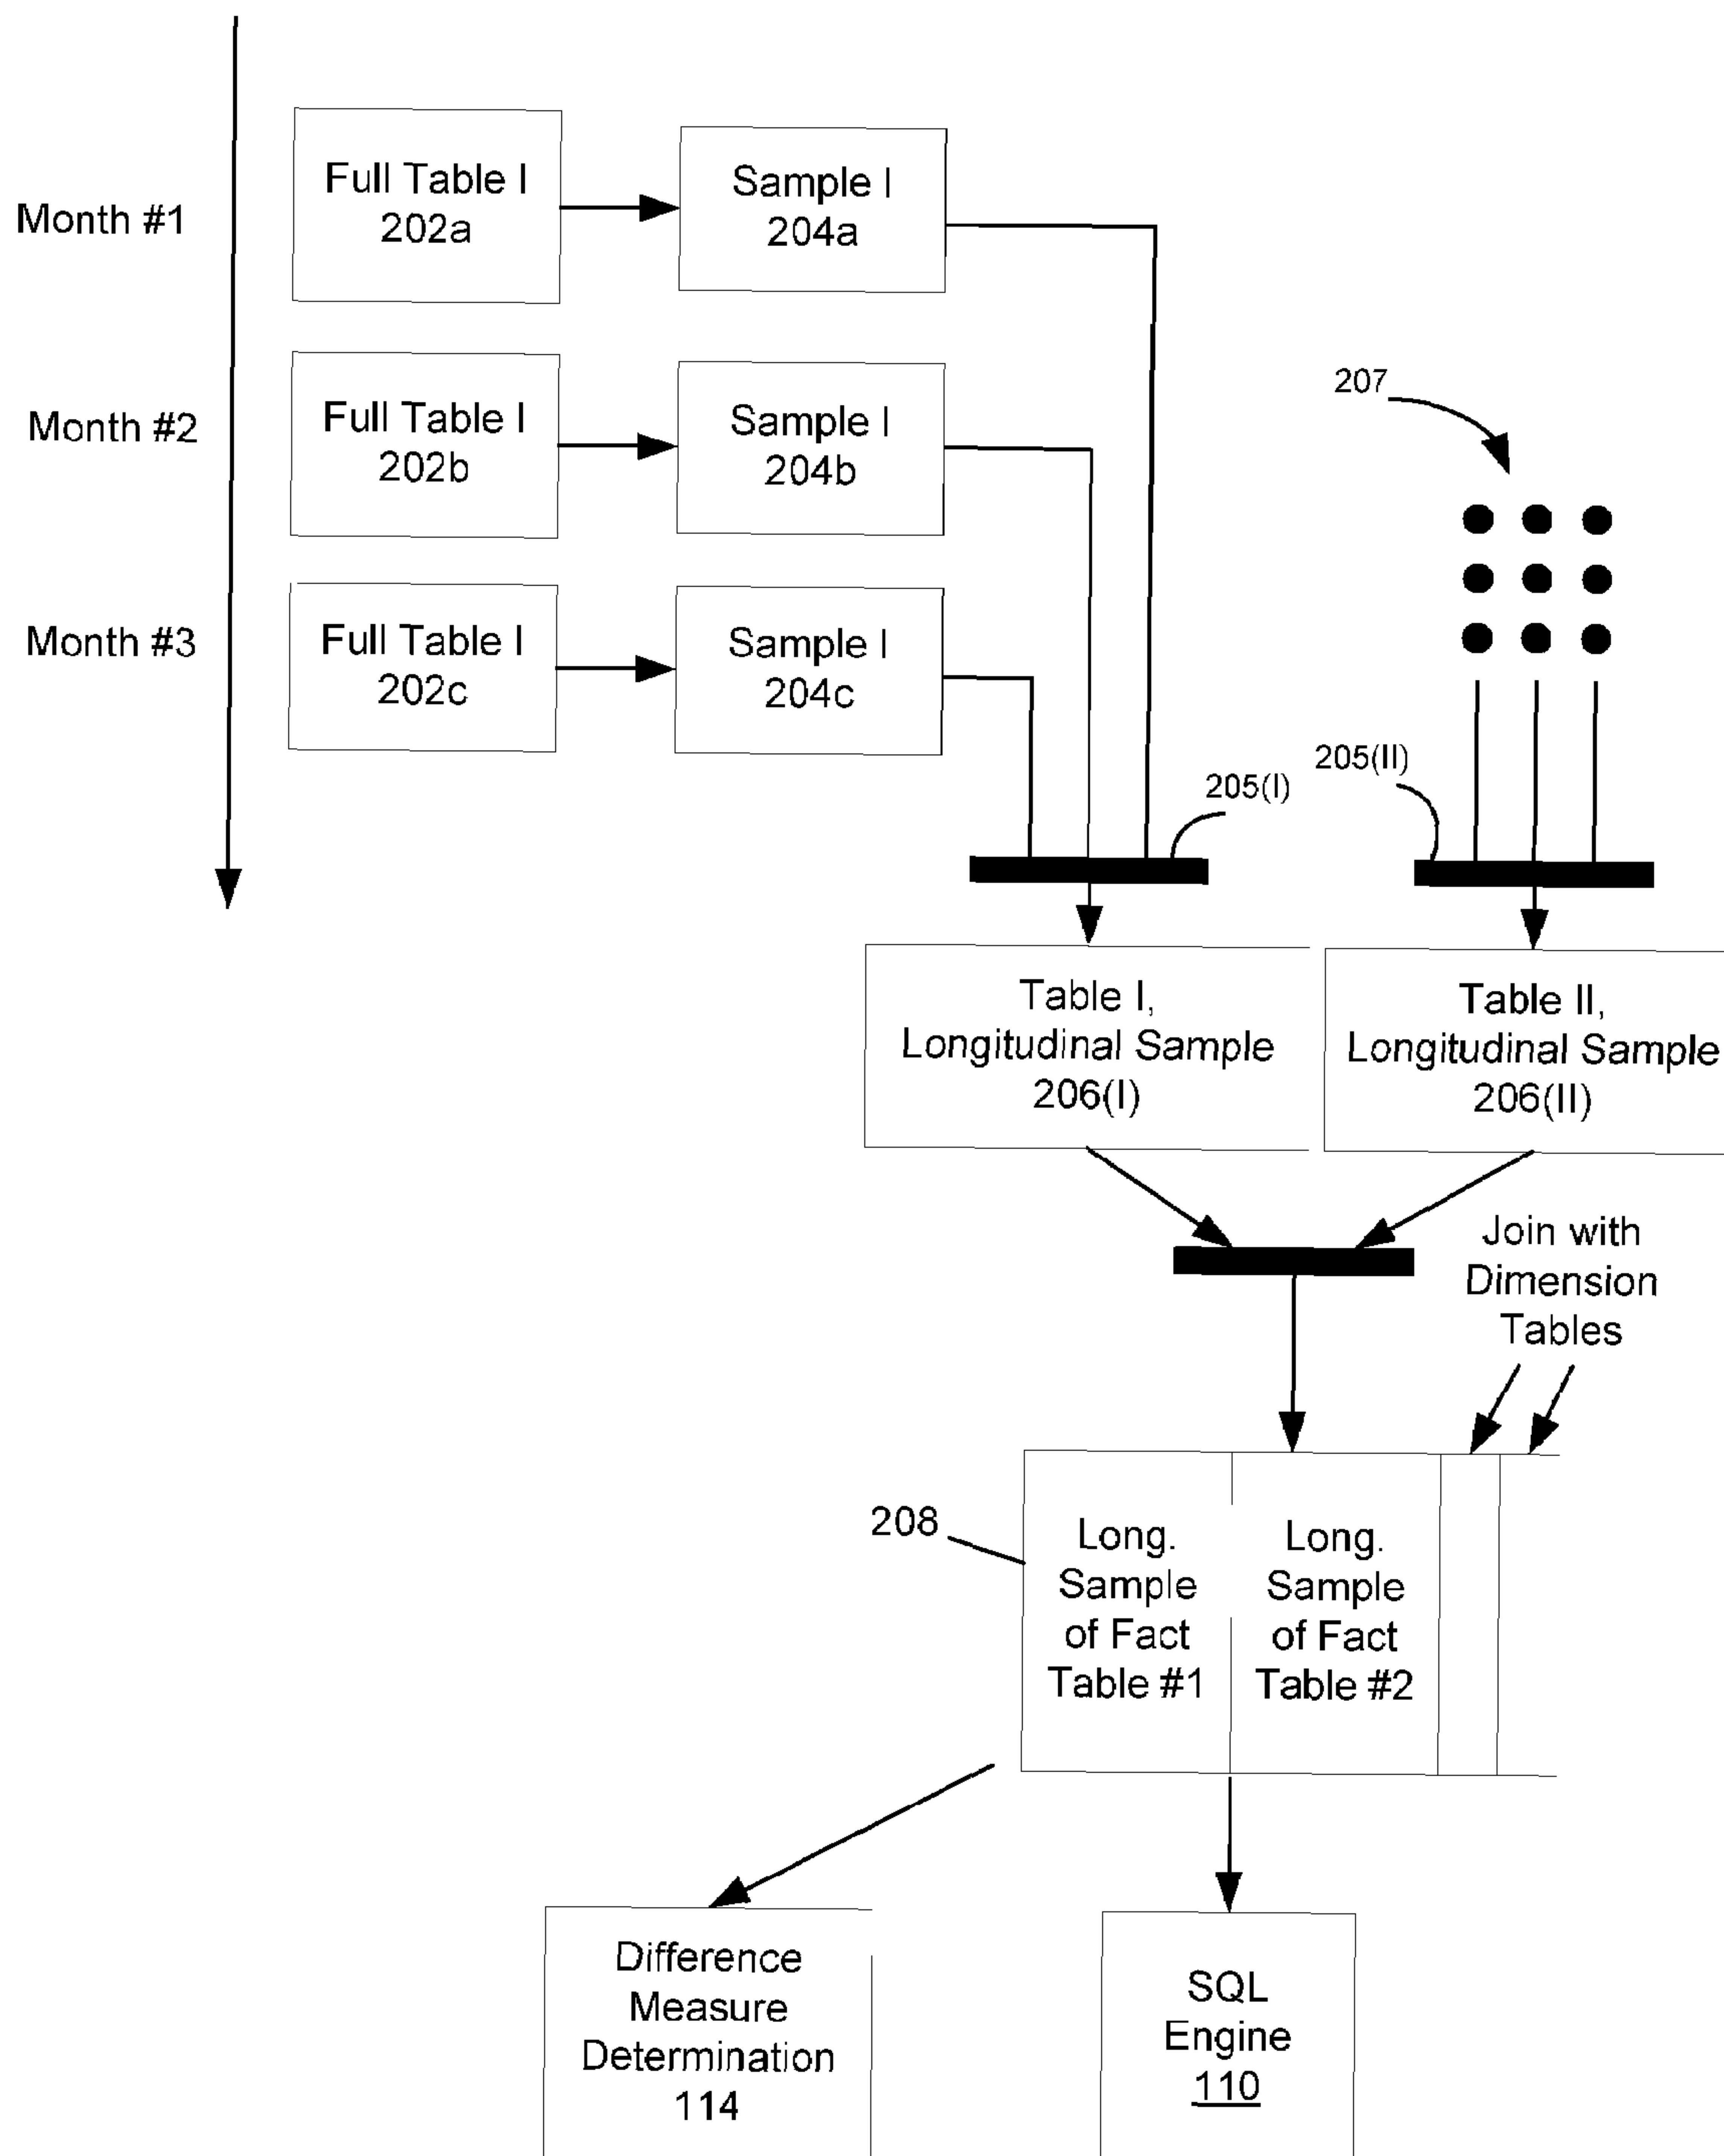 Month #1
Full Table I
202a
Sample I
204a
Month #2
Full Table I
202b
Sample I
204b
207
Month #3
Full Table I
202c
Sample I
204c
205(I)
205(II)
Table I,
Longitudinal Sample
206(I)
Table II,
Longitudinal Sample
206(II)
Join with
Dimension
Tables
208
Long.
Sample
of Fact
Table #1
Long.
Sample
of Fact
Table #2
Difference
Measure
Determination
114
SQL
Engine
110